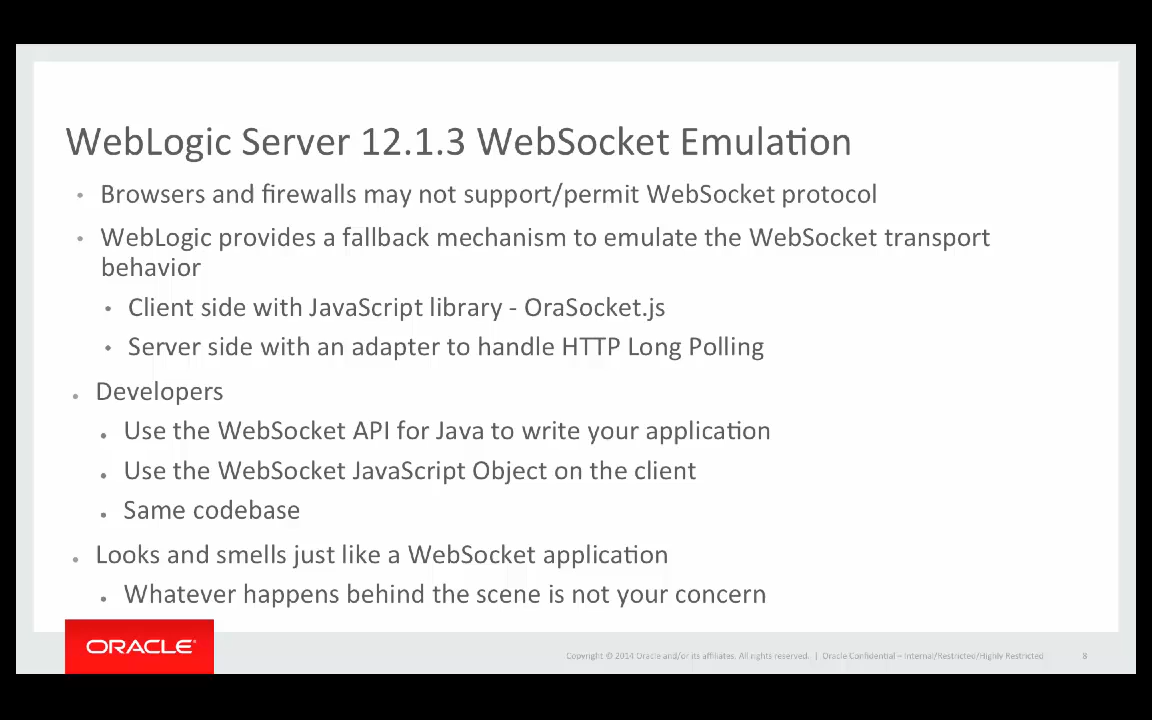 WebLogic Server 12.1.3 WebSocket Emulation
• Browsers and firewalls may not support/permit WebSocket protocol
• WebLogic provides a fallback mechanism to emulate the WebSocket transport
behavior
• Client side with JavaScript library - OraSocket.js
• Server side with an adapter to handle HTTP Long Polling
• Developers
• Use the WebSocket API for Java to write your application
• Use the WebSocket JavaScript Object on the client
• Same codebase
• Looks and smells just like a WebSocket application
• Whatever happens behind the scene is not your concern
ORACLE®
Copyright © 2014 Oracle and/or its affiliates. All rights reserved. | Oracle Confidential – Internal/Restricted/Highly Restricted 8